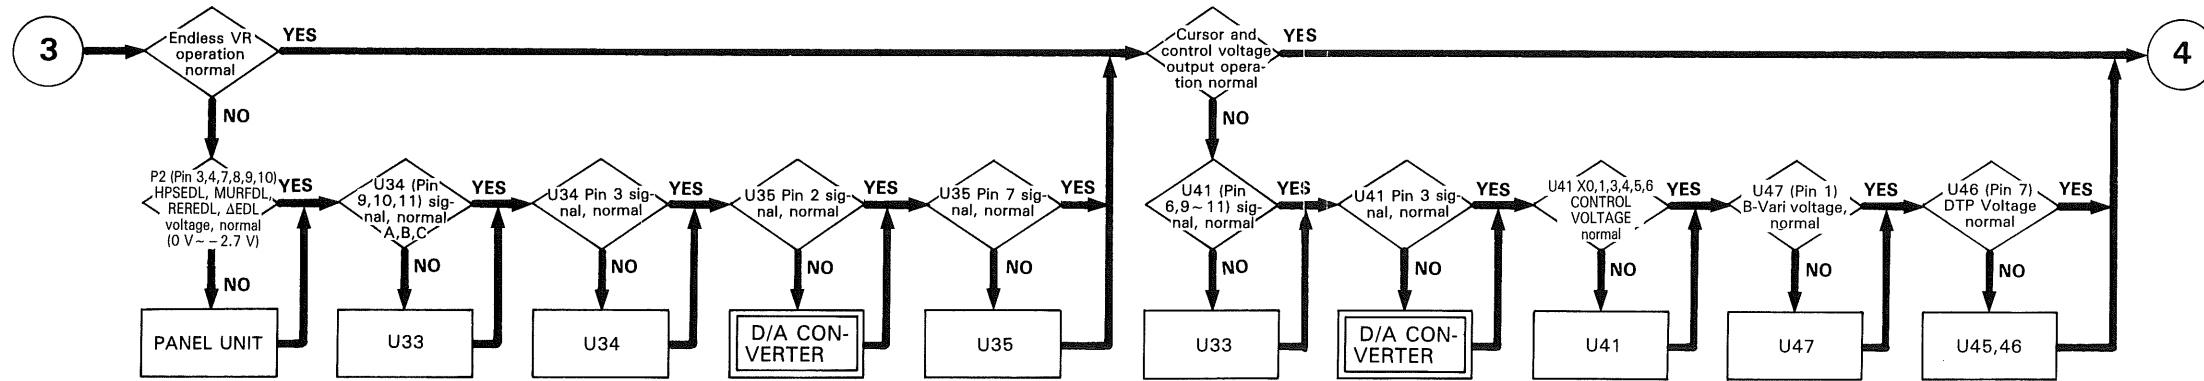 3
Endless VR
operation
normal
YES
NO
Cursor and
control voltage
output opera-
tion normal
YES
NO
4
P2 (Pin 3,4,7,8,9,10)
HPSEDL, MURFDL,
REREDL, ΔEDL
voltage, normal
(0 V~−2.7 V)
YES
NO
U34 (Pin
9,10,11) sig-
nal, normal
A,B,C
YES
NO
U34 Pin 3 sig-
nal, normal
YES
NO
U35 Pin 2 sig-
nal, normal
YES
NO
U35 Pin 7 sig-
nal, normal
YES
NO
U41 (Pin
6,9~11) sig-
nal, normal
YES
NO
U41 Pin 3 sig-
nal, normal
YES
NO
U41 X0,1,3,4,5,6
CONTROL
VOLTAGE
normal
YES
NO
U47 (Pin 1)
B-Vari voltage,
normal
YES
NO
U46 (Pin 7)
DTP Voltage
normal
YES
NO
PANEL UNIT
U33
U34
D/A CON-
VERTER
U35
U33
D/A CON-
VERTER
U41
U47
U45,46